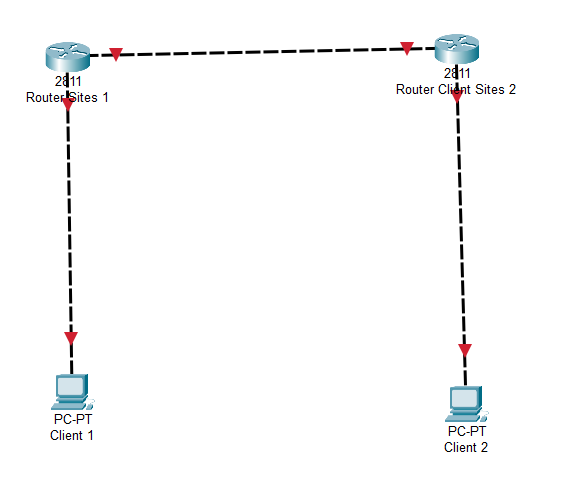 2811
Router Sites 1
2811
Router Client Sites 2
PC-PT
Client 1
PC-PT
Client 2